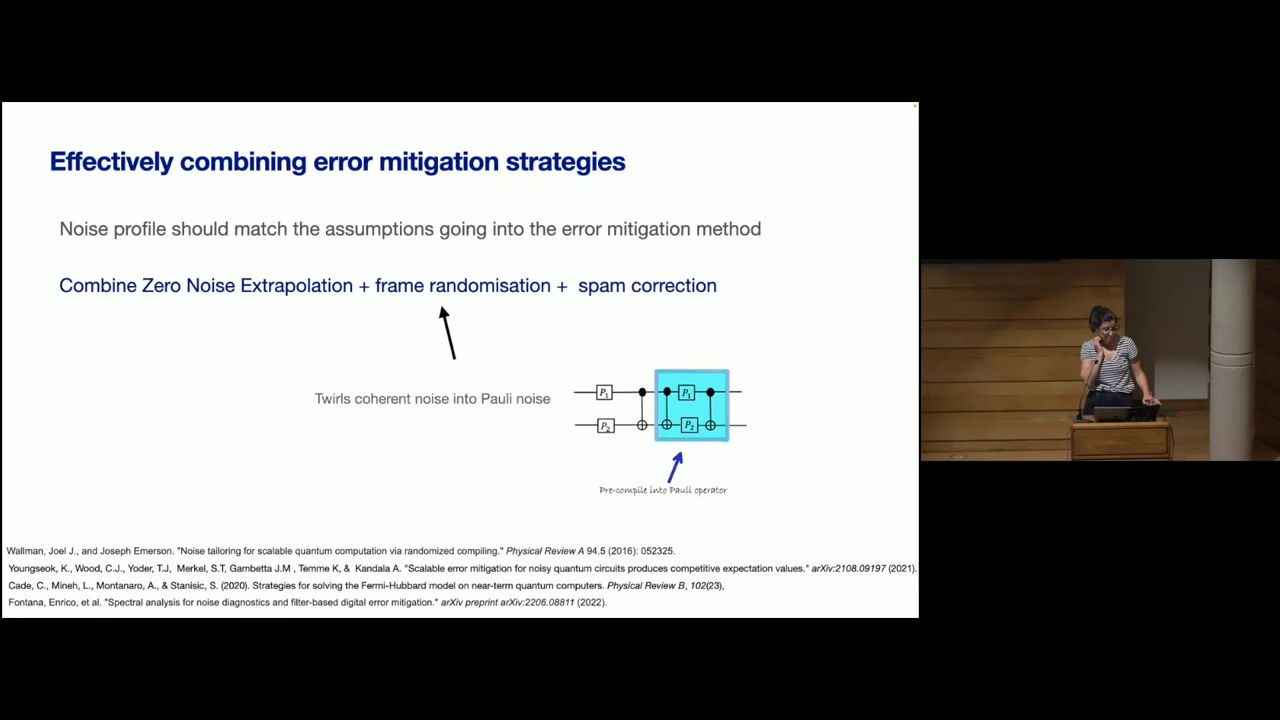 Effectively combining error mitigation strategies
Noise profile should match the assumptions going into the error mitigation method
Combine Zero Noise Extrapolation + frame randomisation + spam correction
Twirls coherent noise into Pauli noise
P₁ P₁
P₂ P₂
Pre-compile into Pauli operator
Wallman, Joel J., and Joseph Emerson. "Noise tailoring for scalable quantum computation via randomized compiling." Physical Review A 94.5 (2016): 052325.
Youngseok, K., Wood, C.J., Yoder, T.J, Merkel, S.T, Gambetta J.M , Temme K, & Kandala A. "Scalable error mitigation for noisy quantum circuits produces competitive expectation values." arXiv:2108.09197 (2021).
Cade, C., Mineh, L., Montanaro, A., & Stanisic, S. (2020). Strategies for solving the Fermi-Hubbard model on near-term quantum computers. Physical Review B, 102(23),
Fontana, Enrico, et al. "Spectral analysis for noise diagnostics and filter-based digital error mitigation." arXiv preprint arXiv:2206.08811 (2022).